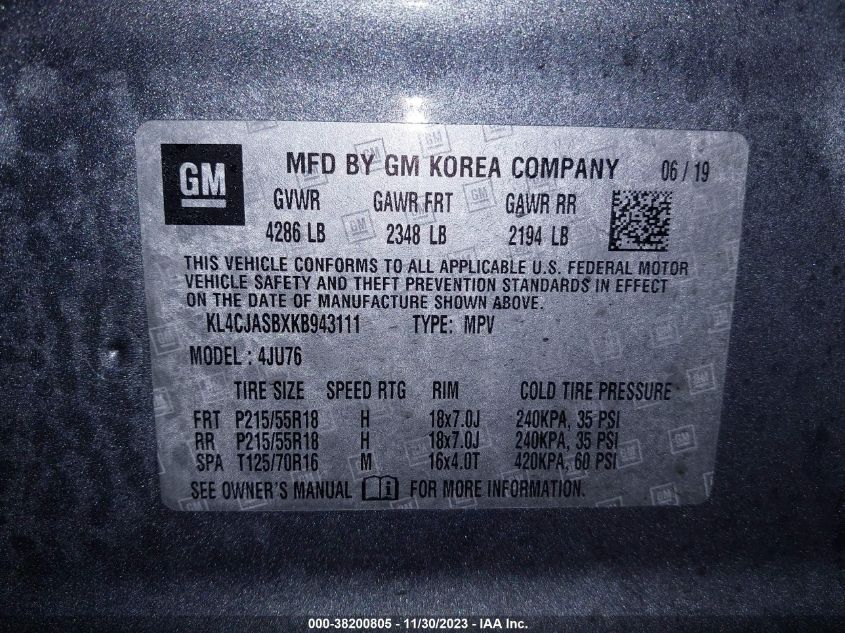 GM MFD BY GM KOREA COMPANY 06 / 19
GVWR GAWR FRT GAWR RR
4286 LB 2348 LB 2194 LB
THIS VEHICLE CONFORMS TO ALL APPLICABLE U.S. FEDERAL MOTOR
VEHICLE SAFETY AND THEFT PREVENTION STANDARDS IN EFFECT
ON THE DATE OF MANUFACTURE SHOWN ABOVE.
KL4CJASBXKB943111 TYPE: MPV
MODEL : 4JU76
TIRE SIZE SPEED RTG RIM COLD TIRE PRESSURE
FRT P215/55R18 H 18x7.0J 240KPA, 35 PSI
RR P215/55R18 H 18x7.0J 240KPA, 35 PSI
SPA T125/70R16 M 16x4.0T 420KPA, 60 PSI
SEE OWNER'S MANUAL FOR MORE INFORMATION.
000-38200805 - 11/30/2023 - IAA Inc.